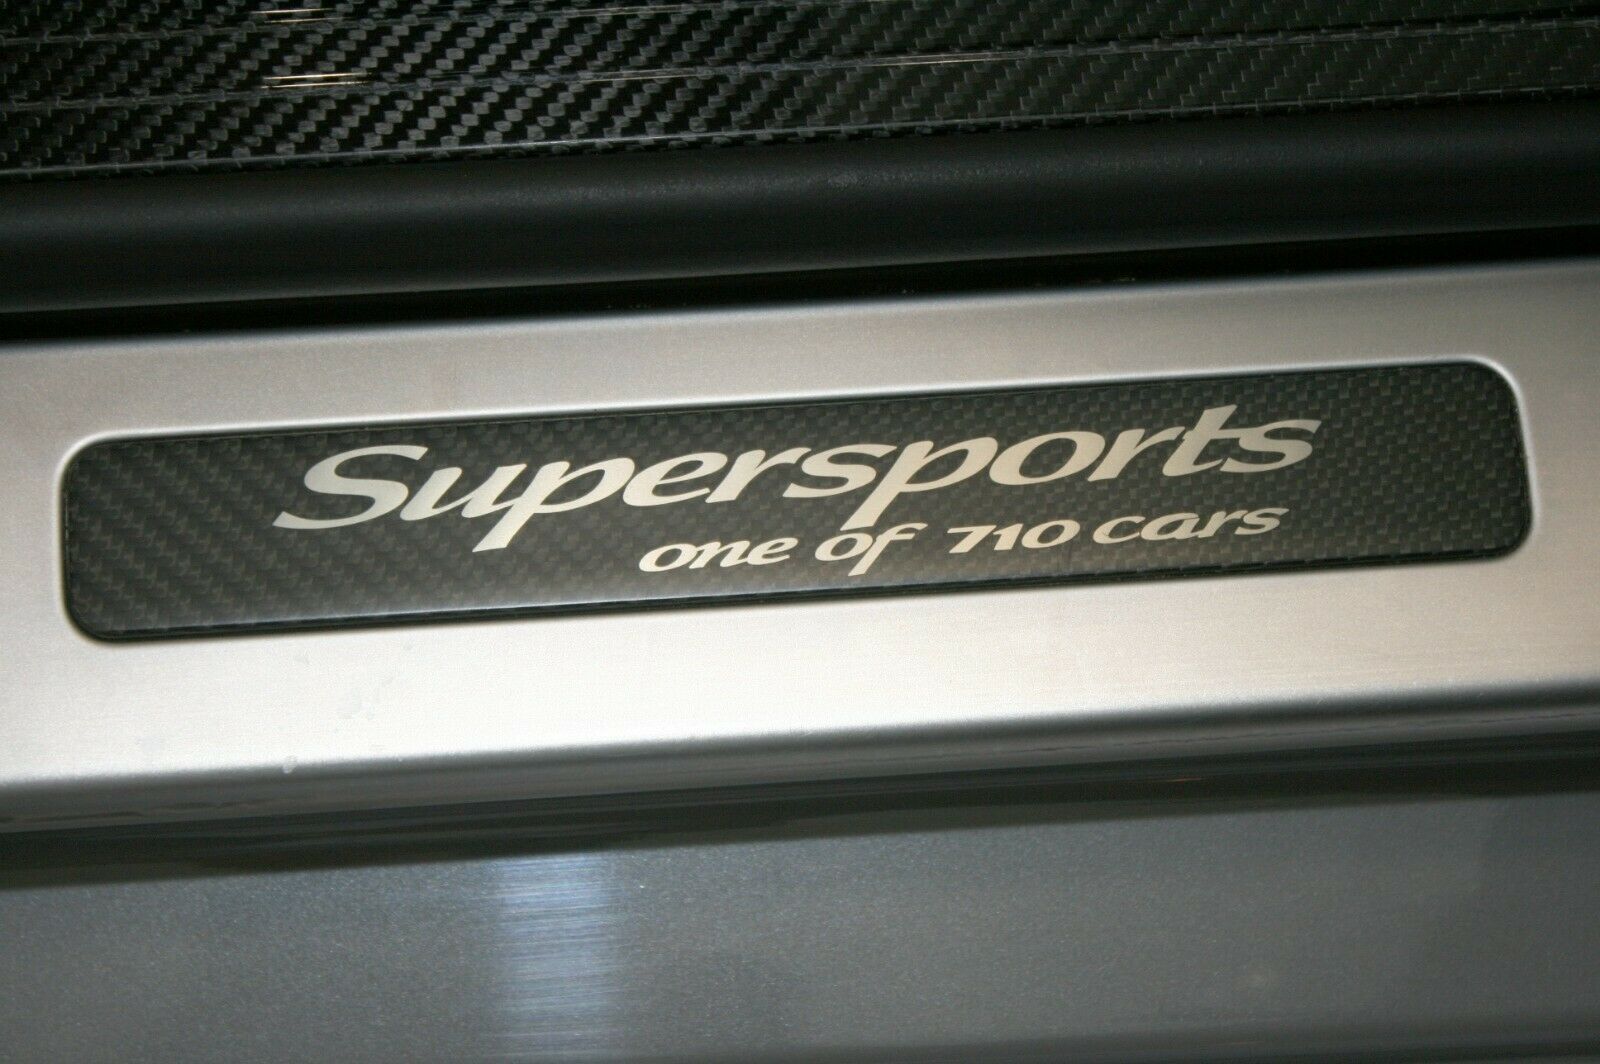 Supersports
one of 710 cars